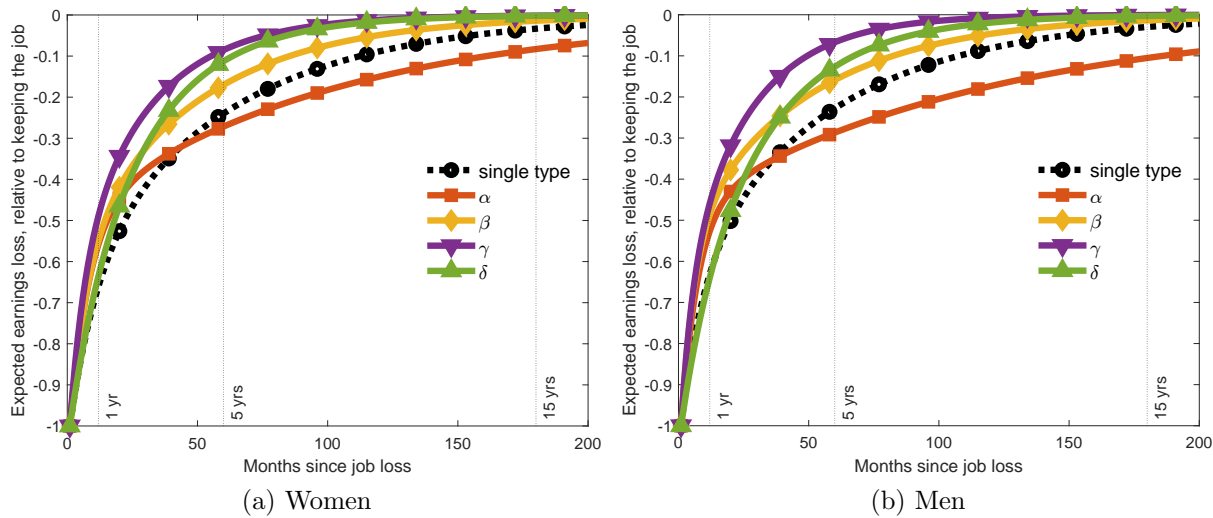 0
-0.1
-0.2
-0.3
-0.4
-0.5
-0.6
-0.7
-0.8
-0.9
-1
Expected earnings loss, relative to keeping the job
single type
α
β
γ
δ
1 yr
5 yrs
15 yrs
0 50 100 150 200
Months since job loss
(a) Women
0
-0.1
-0.2
-0.3
-0.4
-0.5
-0.6
-0.7
-0.8
-0.9
-1
Expected earnings loss, relative to keeping the job
single type
α
β
γ
δ
1 yr
5 yrs
15 yrs
0 50 100 150 200
Months since job loss
(b) Men